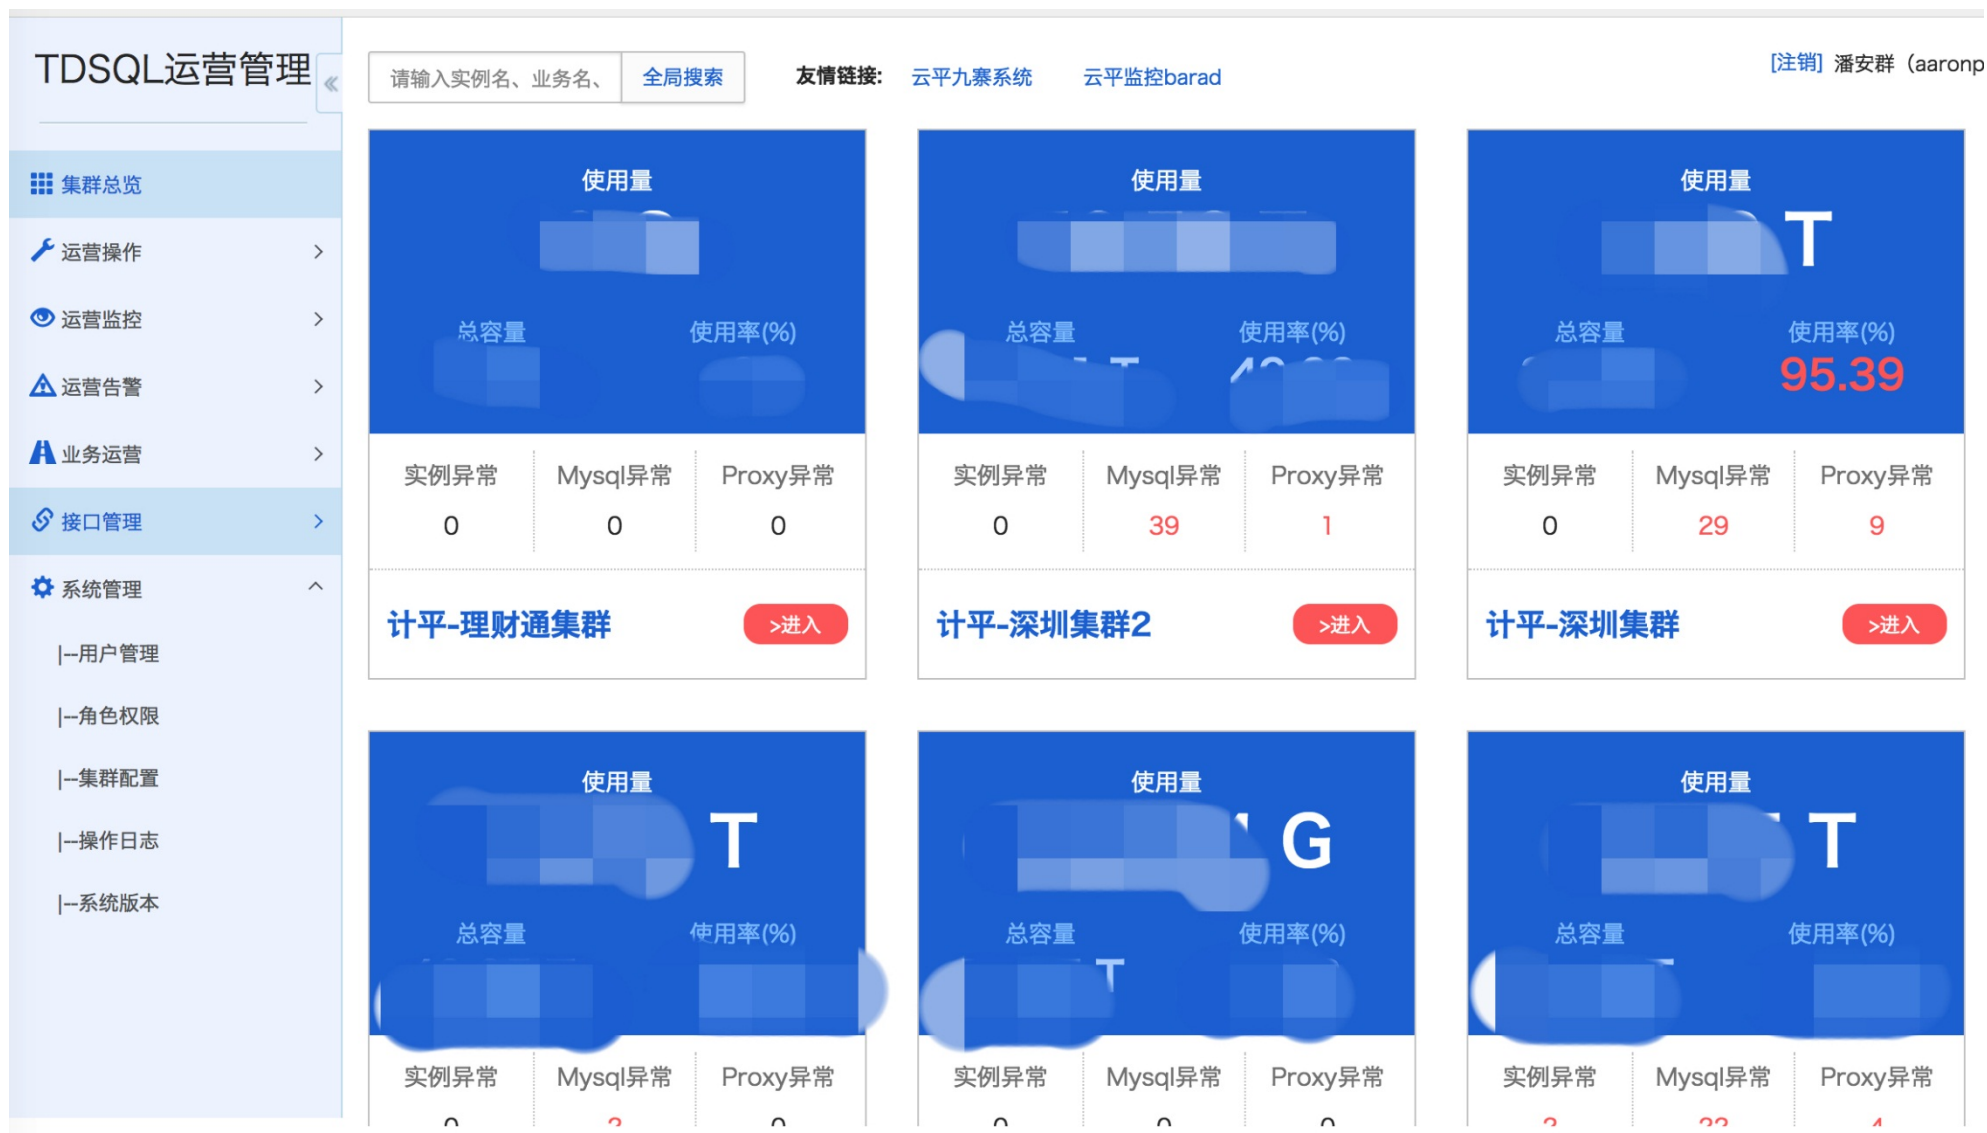 TDSQL运营管理
请输入实例名、业务名、
全局搜索
友情链接:
云平九寨系统
云平监控barad
[注销] 潘安群（aaronp
集群总览
运营操作
运营监控
运营告警
业务运营
接口管理
系统管理
|--用户管理
|--角色权限
|--集群配置
|--操作日志
|--系统版本
使用量
总容量 使用率(%)
实例异常 Mysql异常 Proxy异常
0 0 0
计平-理财通集群 >进入
使用量
总容量 使用率(%)
实例异常 Mysql异常 Proxy异常
0 39 1
计平-深圳集群2 >进入
使用量
T
总容量 使用率(%)
95.39
实例异常 Mysql异常 Proxy异常
0 29 9
计平-深圳集群 >进入
使用量
T
总容量 使用率(%)
实例异常 Mysql异常 Proxy异常
使用量
G
总容量 使用率(%)
T
实例异常 Mysql异常 Proxy异常
使用量
T
总容量 使用率(%)
实例异常 Mysql异常 Proxy异常